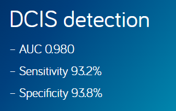 DCIS detection
– AUC 0.980
– Sensitivity 93.2%
– Specificity 93.8%